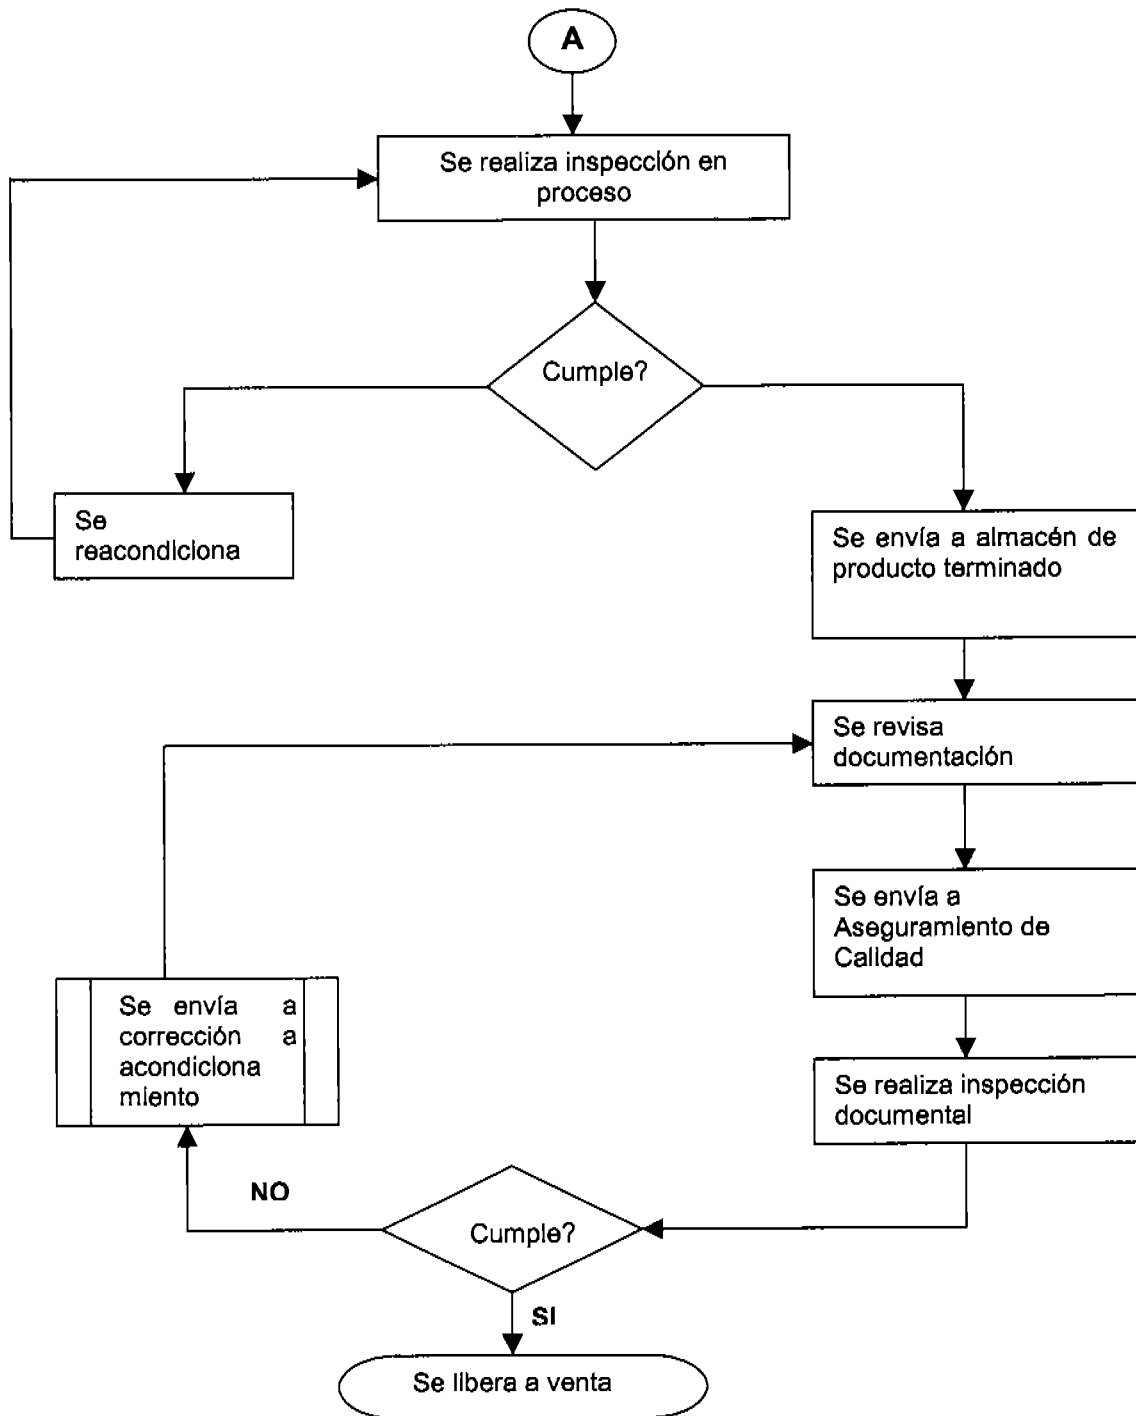 A
Se realiza inspección en
proceso
Cumple?
Se
reacondiciona
Se envía a almacén de
producto terminado
Se revisa
documentación
Se envía a
Aseguramiento de
Calidad
Se envía a
corrección a
acondiciona
miento
Se realiza inspección
documental
NO
Cumple?
SI
Se libera a venta